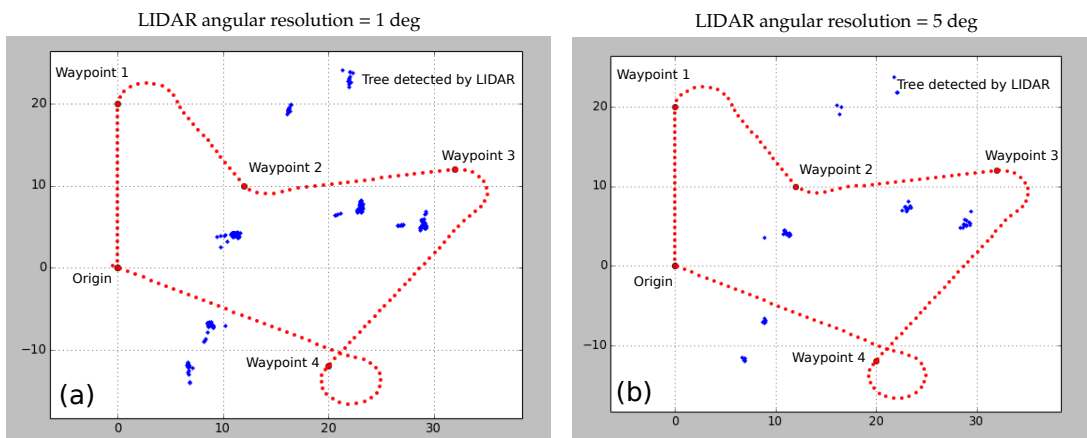 LIDAR angular resolution = 1 deg
Waypoint 1
Tree detected by LIDAR
Waypoint 2
Waypoint 3
Origin
Waypoint 4
(a)
20
10
0
−10
0
10
20
30
LIDAR angular resolution = 5 deg
Waypoint 1
Tree detected by LIDAR
Waypoint 2
Waypoint 3
Origin
Waypoint 4
(b)
20
10
0
−10
0
10
20
30